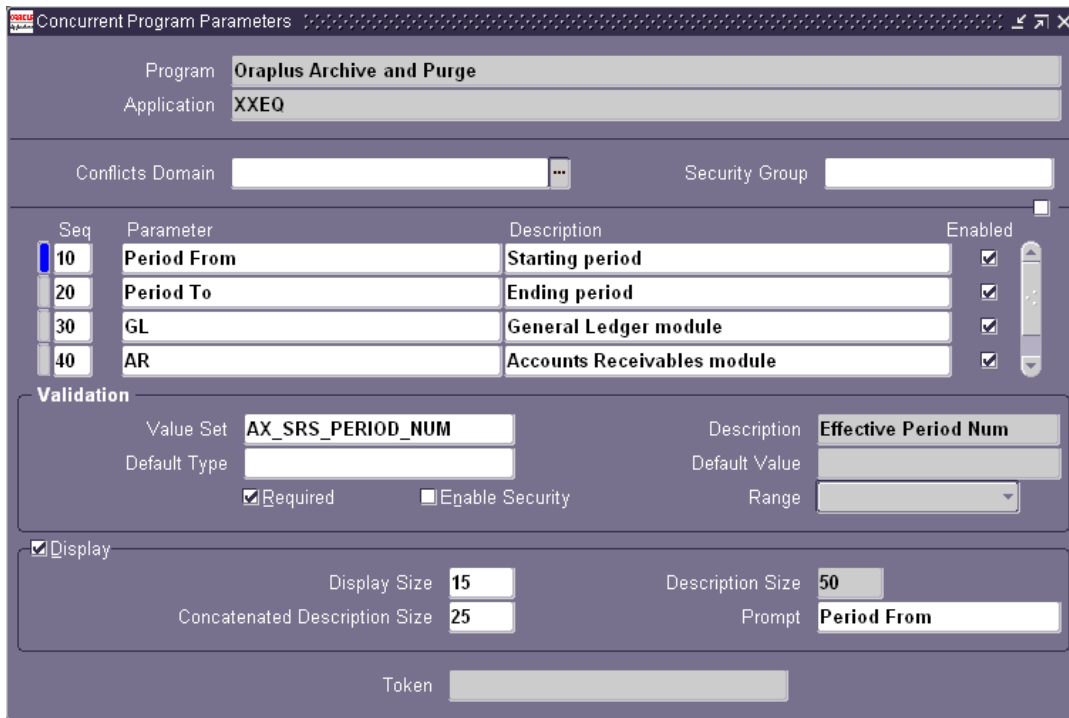 ORACLE Concurrent Program Parameters
Program Oraplus Archive and Purge
Application XXEQ
Conflicts Domain ... Security Group
Seq Parameter Description Enabled
10 Period From Starting period
20 Period To Ending period
30 GL General Ledger module
40 AR Accounts Receivables module
Validation
Value Set AX_SRS_PERIOD_NUM Description Effective Period Num
Default Type Default Value
Required Enable Security Range
Display
Display Size 15 Description Size 50
Concatenated Description Size 25 Prompt Period From
Token